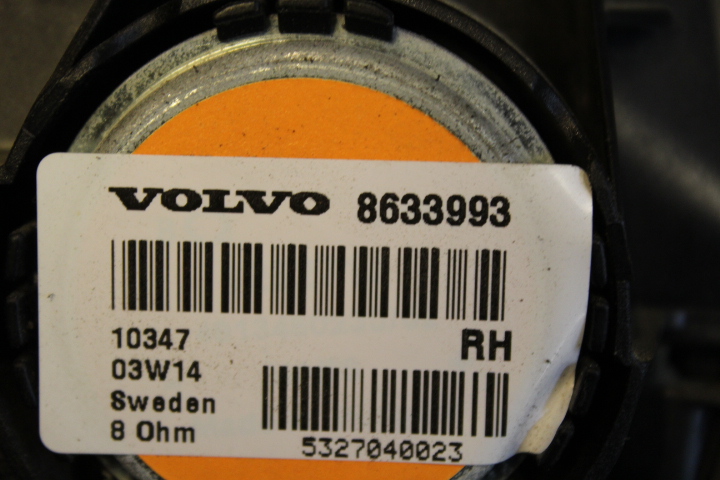 VOLVO 8633993
10347 RH
03W14
Sweden
8 Ohm
5327040023